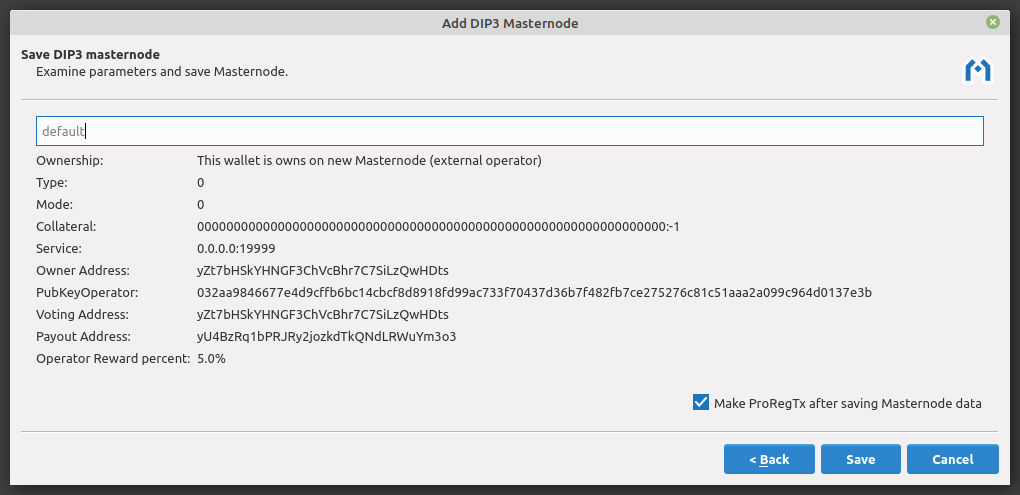 Add DIP3 Masternode
Save DIP3 masternode
Examine parameters and save Masternode.
default
Ownership: This wallet is owns on new Masternode (external operator)
Type: 0
Mode: 0
Collateral: 0000000000000000000000000000000000000000000000000000000000000000:-1
Service: 0.0.0.0:19999
Owner Address: yZt7bHSkYHNGF3ChVcBhr7C7SiLzQwHDts
PubKeyOperator: 032aa9846677e4d9cffb6bc14cbcf8d8918fd99ac733f70437d36b7f482fb7ce275276c81c51aaa2a099c964d0137e3b
Voting Address: yZt7bHSkYHNGF3ChVcBhr7C7SiLzQwHDts
Payout Address: yU4BzRq1bPRJRy2jozkdTkQNdLRWuYm3o3
Operator Reward percent: 5.0%
Make ProRegTx after saving Masternode data
< Back Save Cancel